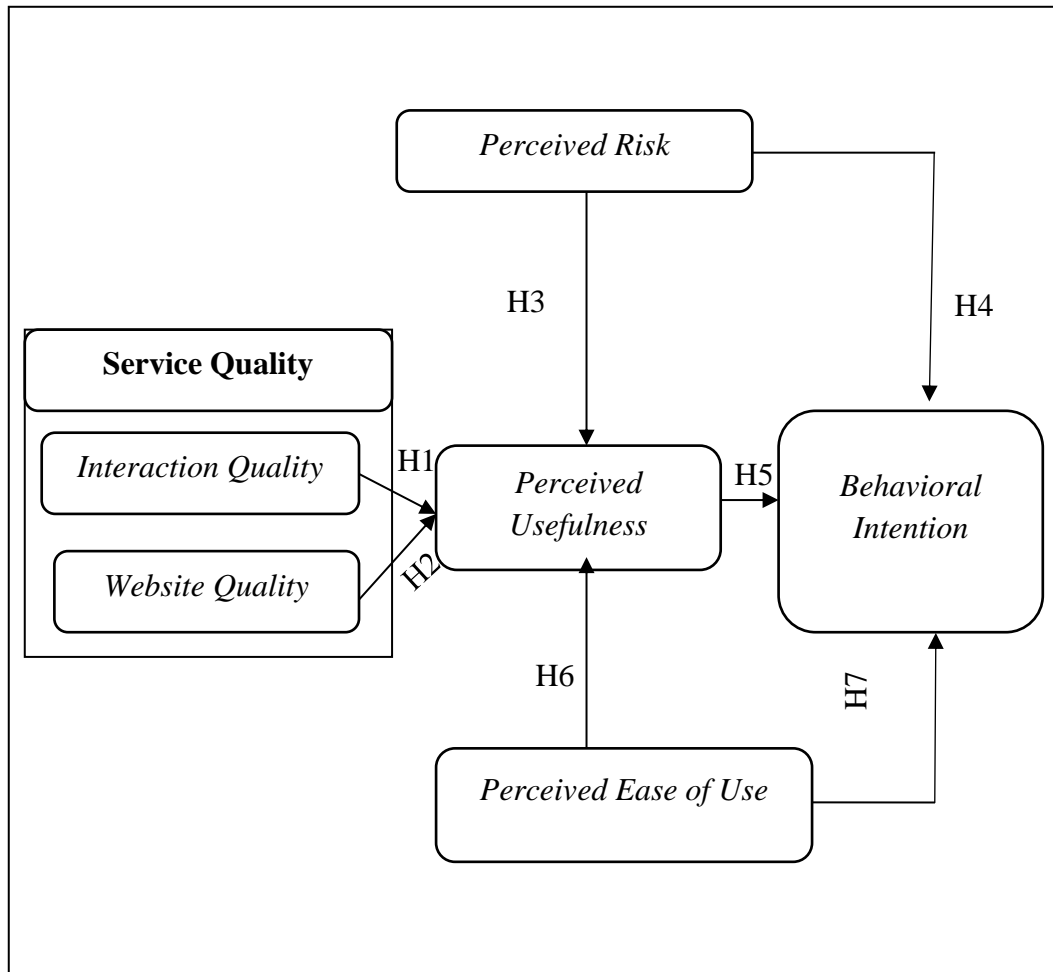 Perceived Risk
H3
H4
Service Quality
Interaction Quality
H1
Perceived
Usefulness
H5
Behavioral
Intention
Website Quality
H2
H6
H7
Perceived Ease of Use